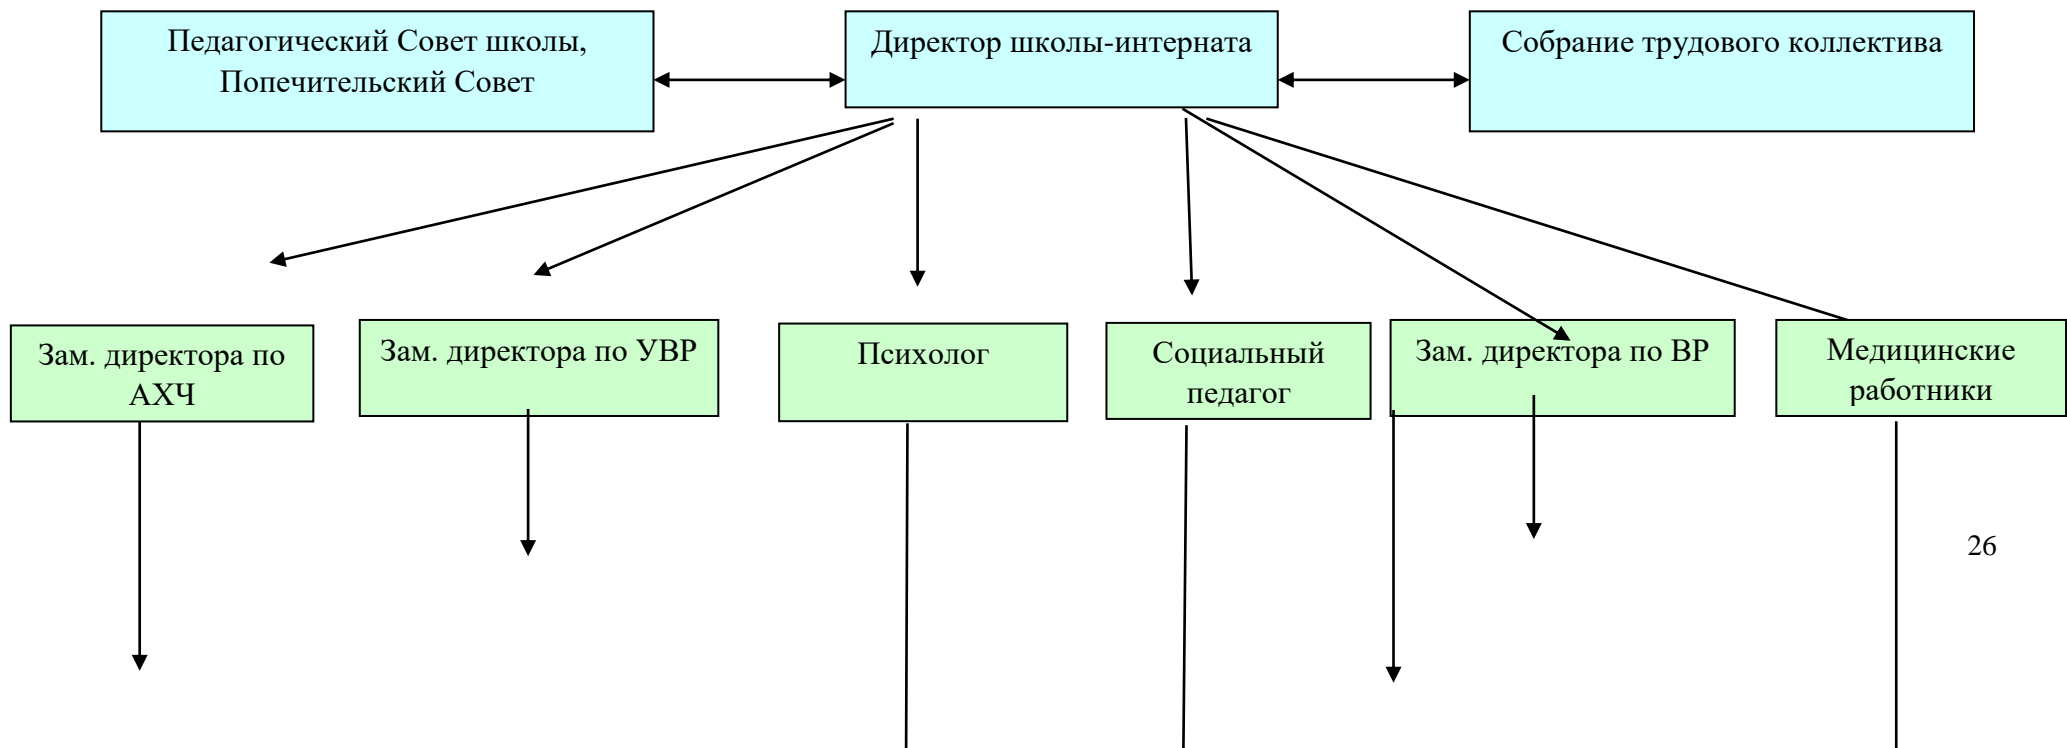 Педагогический Совет школы,
Попечительский Совет
Директор школы-интерната
Собрание трудового коллектива
Зам. директора по
АХЧ
Зам. директора по УВР
Психолог
Социальный
педагог
Зам. директора по ВР
Медицинские
работники
26